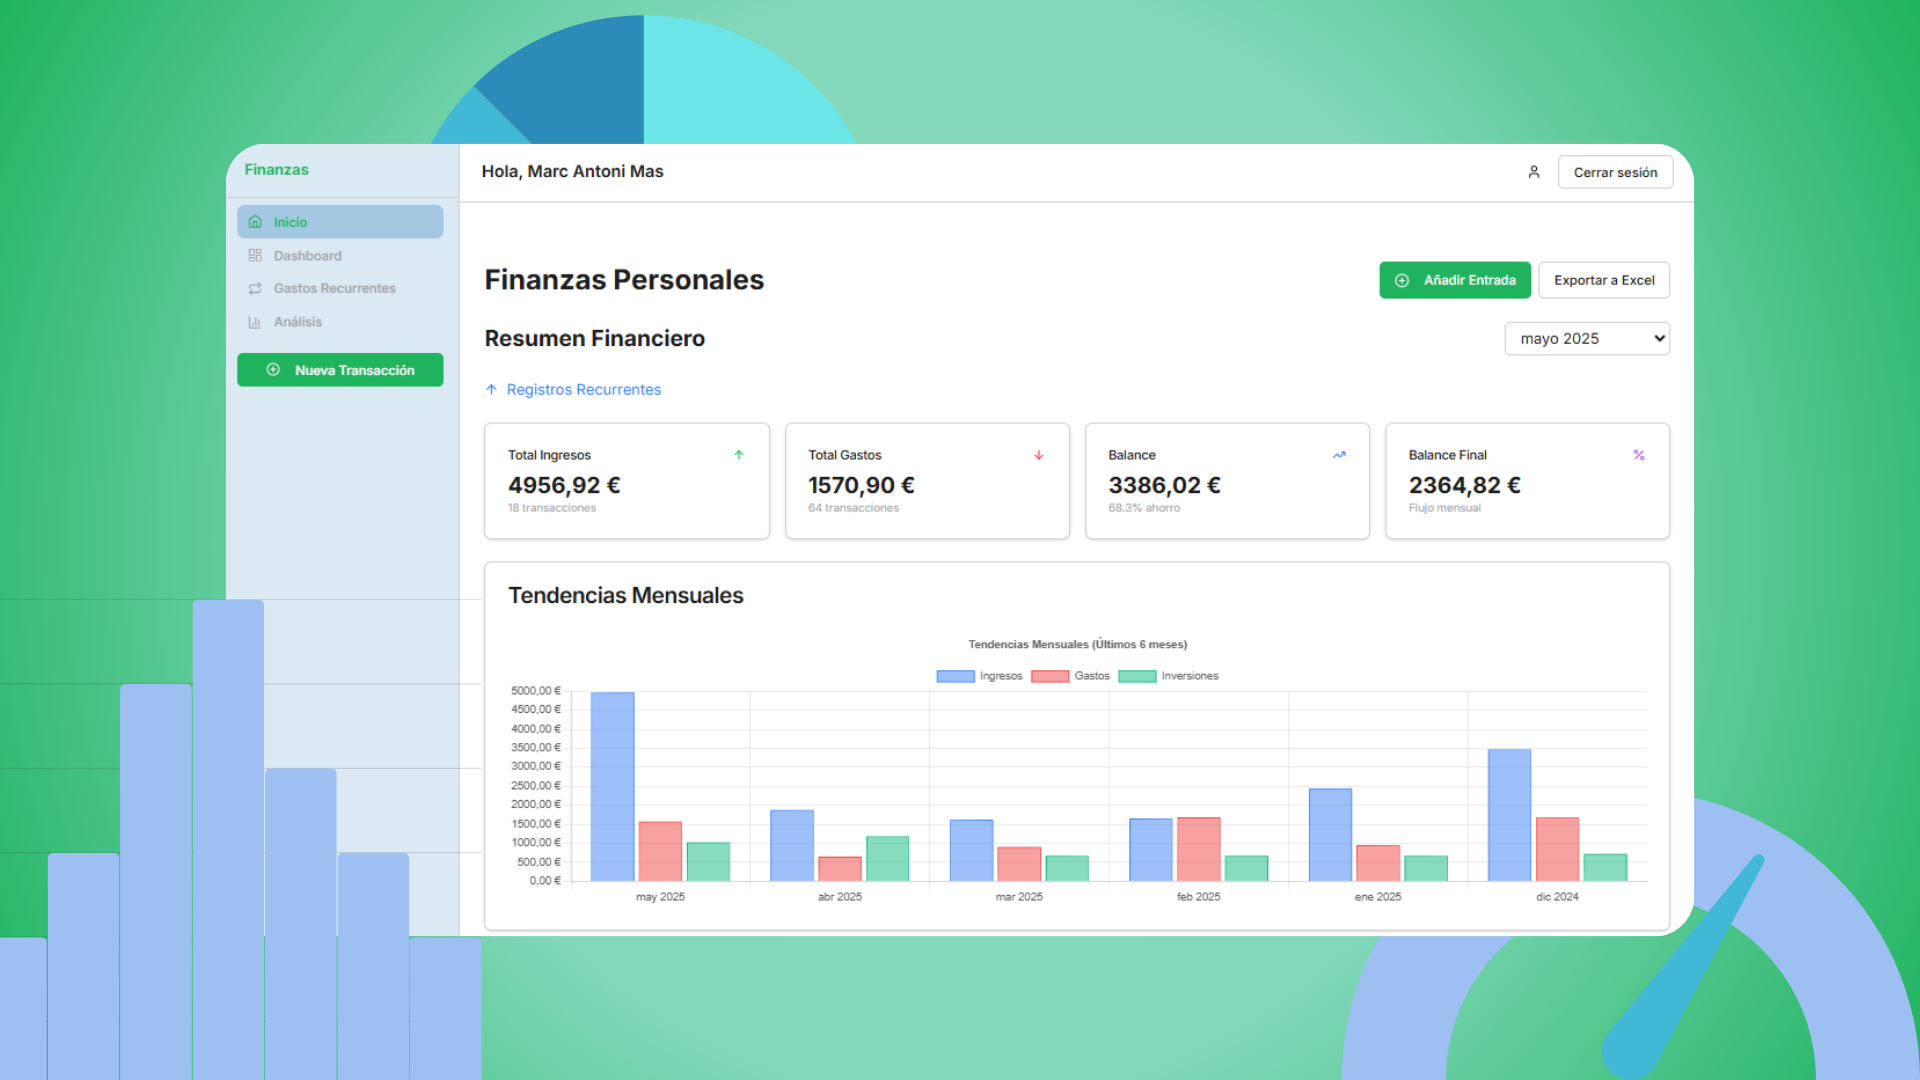 Finanzas
Hola, Marc Antoni Mas
Cerrar sesión
Inicio
Dashboard
Gastos Recurrentes
Análisis
Nueva Transacción
Finanzas Personales
Añadir Entrada
Exportar a Excel
Resumen Financiero
mayo 2025
Registros Recurrentes
Total Ingresos
4956,92 €
18 transacciones
Total Gastos
1570,90 €
64 transacciones
Balance
3386,02 €
68.3% ahorro
Balance Final
%
2364,82 €
Flujo mensual
Tendencias Mensuales
Tendencias Mensuales (Últimos 6 meses)
Ingresos Gastos Inversiones
5000,00 €
4500,00 €
4000,00 €
3500,00 €
3000,00 €
2500,00 €
2000,00 €
1500,00 €
1000,00 €
500,00 €
0,00 €
may 2025 abr 2025 mar 2025 feb 2025 ene 2025 dic 2024